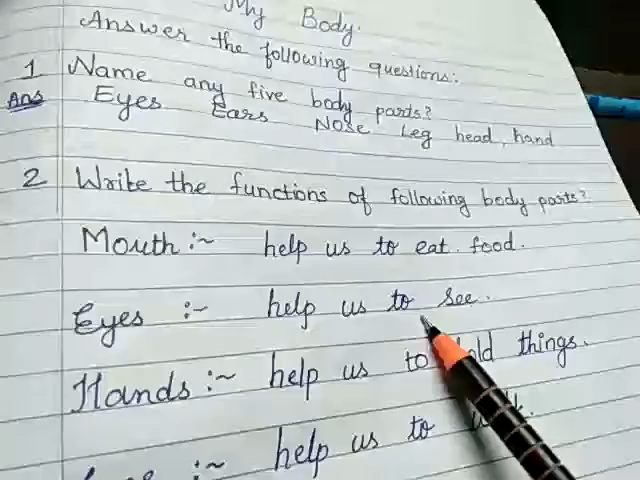 My Body.
Answer the following questions:
1 Name any five body parts?
Ans Eyes Ears Nose Leg head, hand
2 Write the functions of following body parts?
Mouth :~ help us to eat food.
Eyes :~ help us to see.
Hands :~ help us to hold things.
:~ help us to